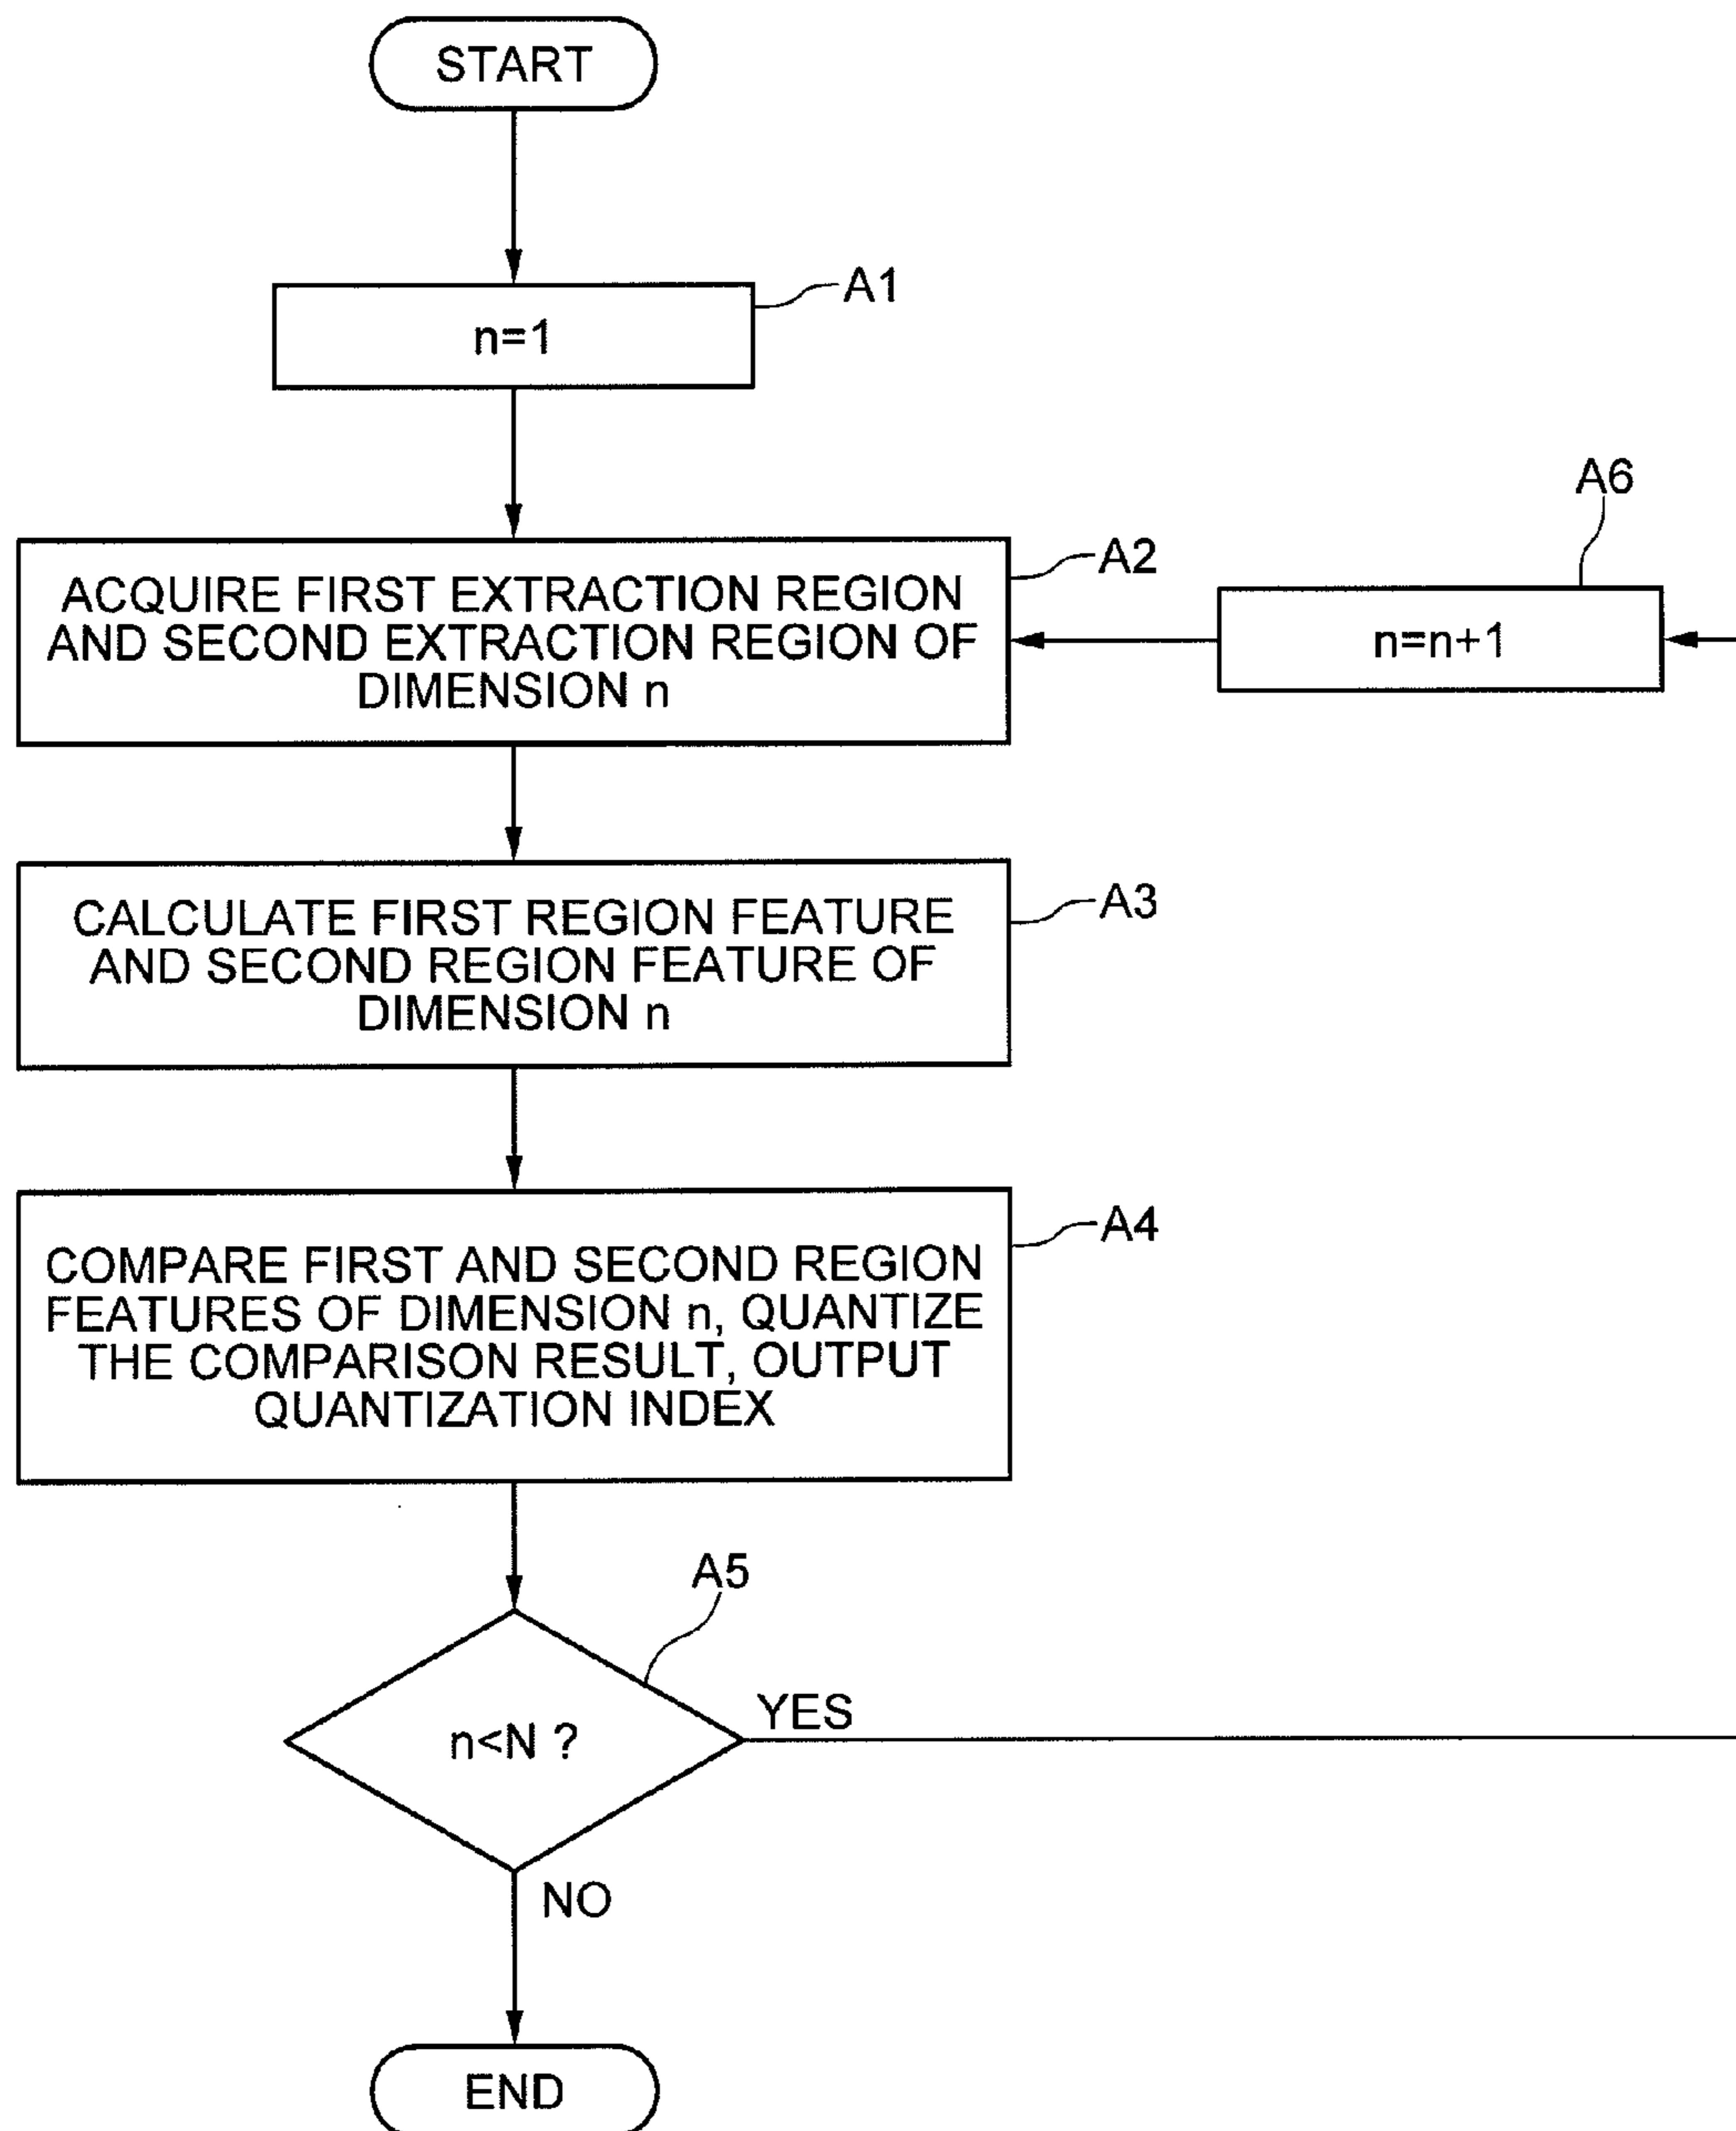 START
A1
n=1
A6
A2
ACQUIRE FIRST EXTRACTION REGION
AND SECOND EXTRACTION REGION OF
DIMENSION n
n=n+1
A3
CALCULATE FIRST REGION FEATURE
AND SECOND REGION FEATURE OF
DIMENSION n
A4
COMPARE FIRST AND SECOND REGION
FEATURES OF DIMENSION n, QUANTIZE
THE COMPARISON RESULT, OUTPUT
QUANTIZATION INDEX
A5
n<N ?
YES
NO
END